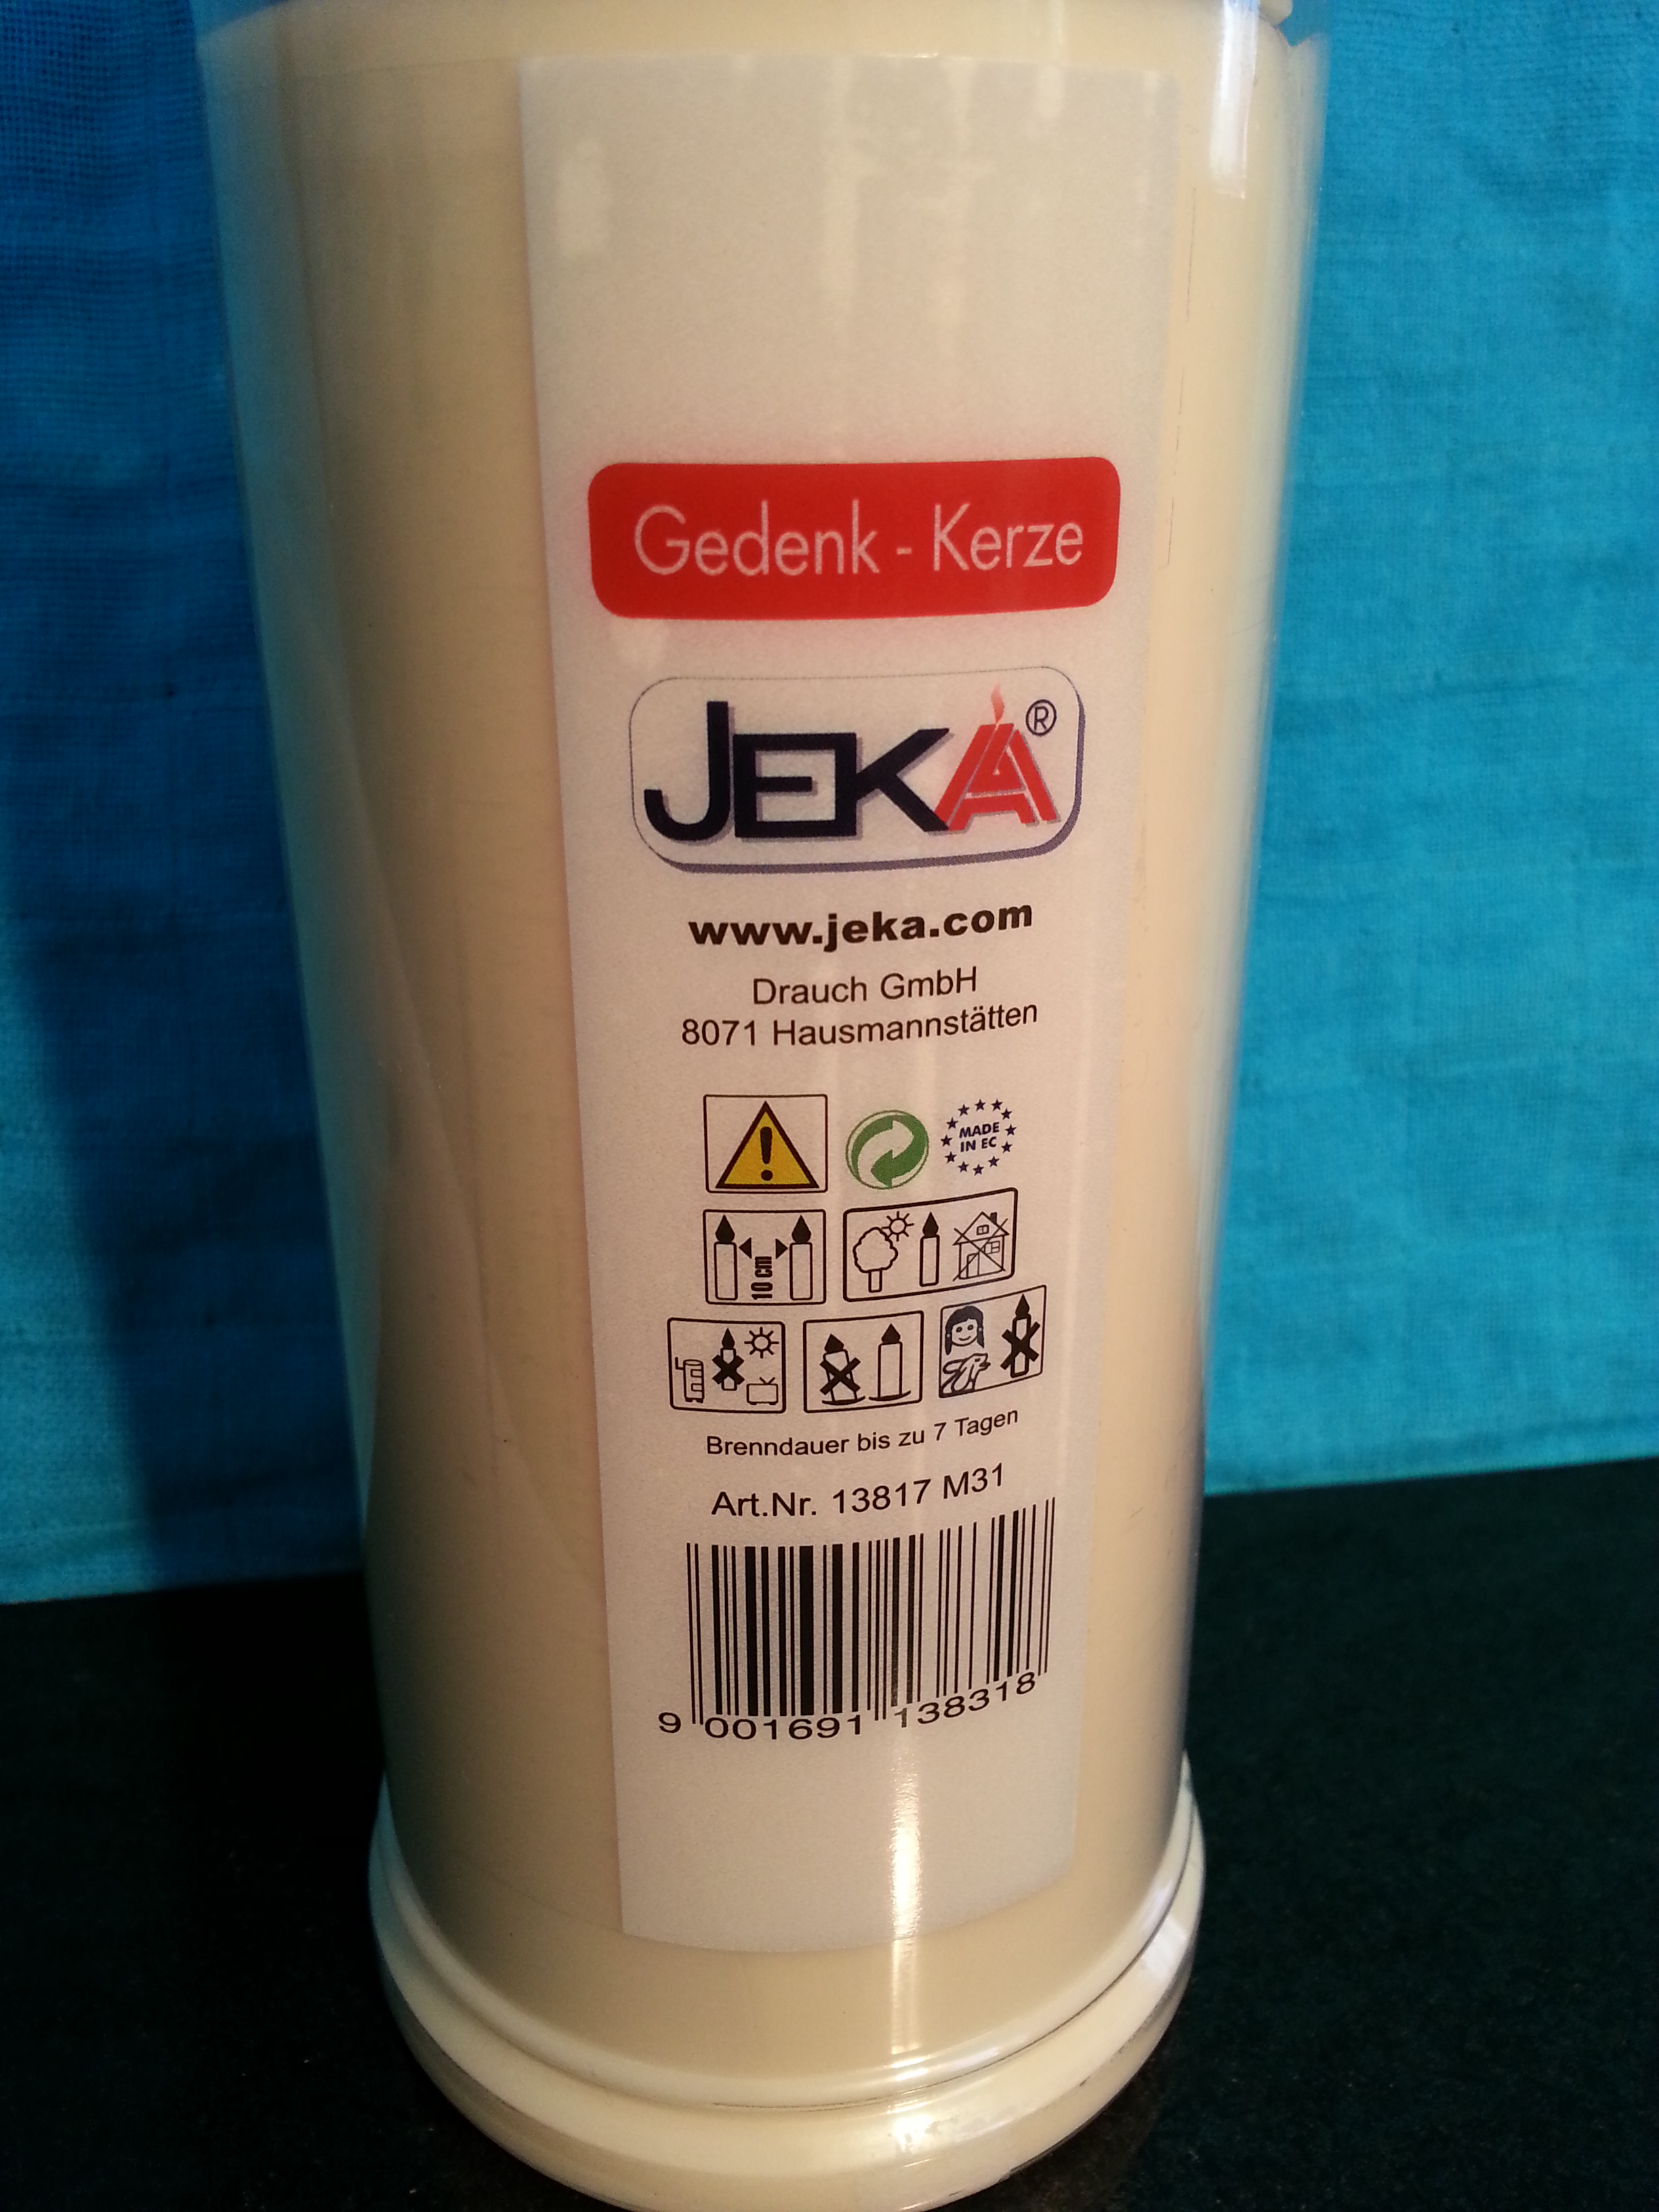 Gedenk - Kerze
JEKA®
www.jeka.com
Drauch GmbH
8071 Hausmannstätten
MADE
IN EC
10 cm
Brenndauer bis zu 7 Tagen
Art.Nr. 13817 M31
9 001691 138318